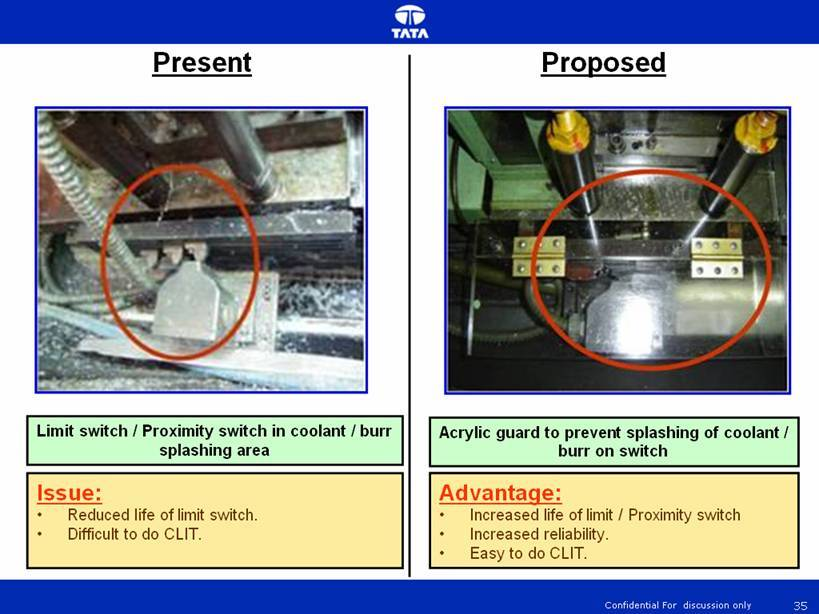 TATA
Present
Proposed
Limit switch / Proximity switch in coolant / burr
splashing area
Acrylic guard to prevent splashing of coolant /
burr on switch
Issue:
• Reduced life of limit switch.
• Difficult to do CLIT.
Advantage:
• Increased life of limit / Proximity switch
• Increased reliability.
• Easy to do CLIT.
Confidential For discussion only
35